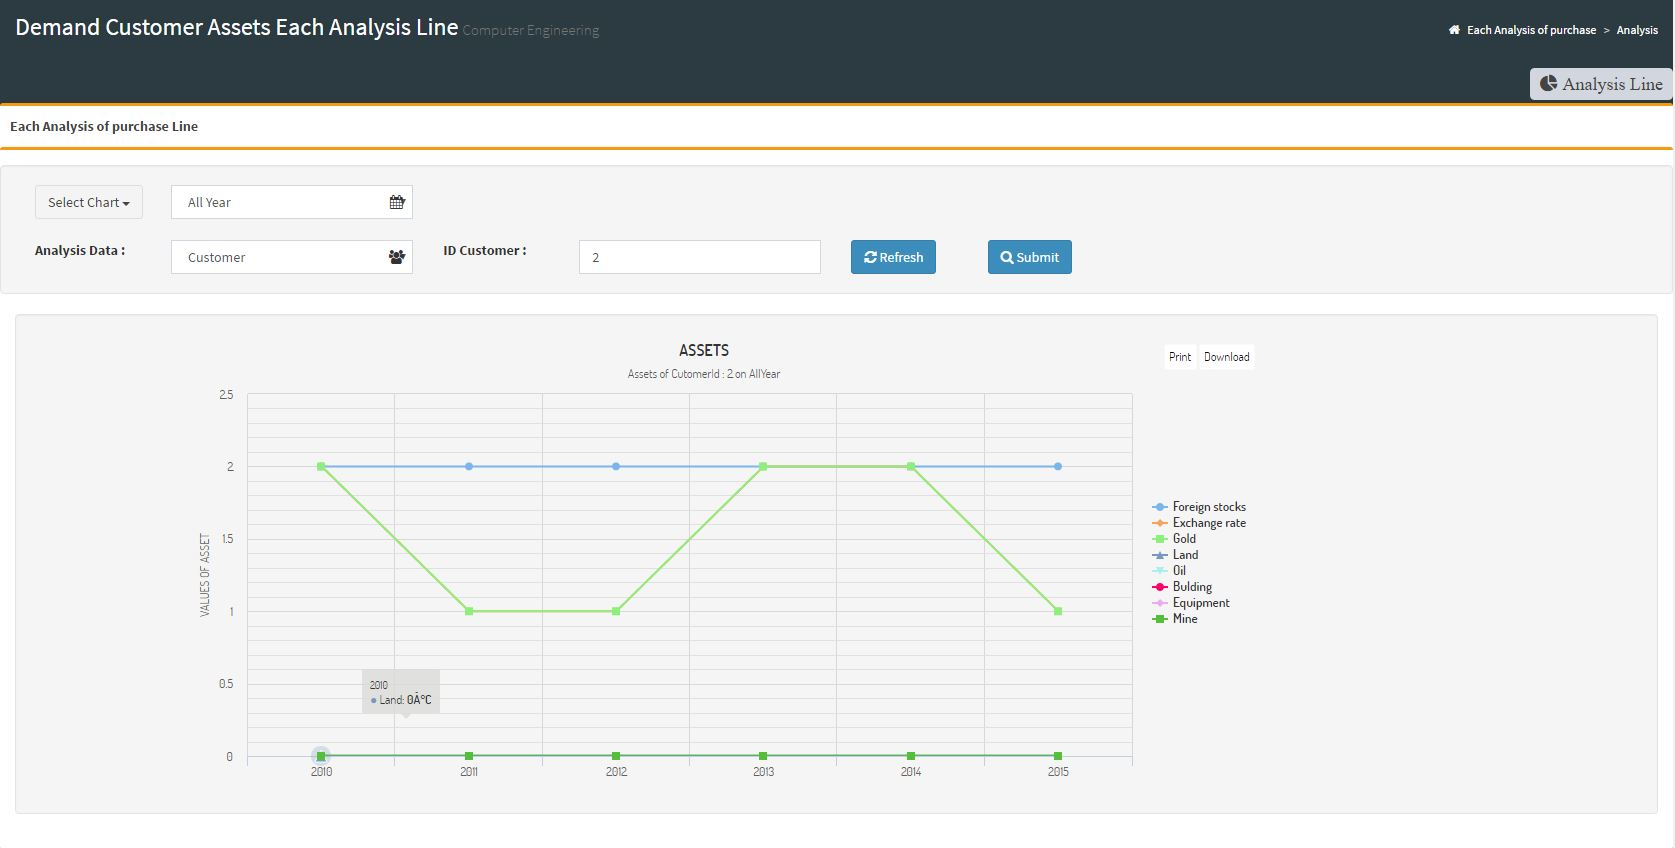 Demand Customer Assets Each Analysis Line Computer Engineering
Each Analysis of purchase > Analysis
Analysis Line
Each Analysis of purchase Line
Select Chart
All Year
Analysis Data :
Customer
ID Customer :
2
Refresh
Submit
ASSETS
Assets of CutomerId : 2 on AllYear
Print
Download
VALUES OF ASSET
2.5
2
1.5
1
0.5
0
2010
Land: 0Â°C
2010
2011
2012
2013
2014
2015
Foreign stocks
Exchange rate
Gold
Land
Oil
Bulding
Equipment
Mine